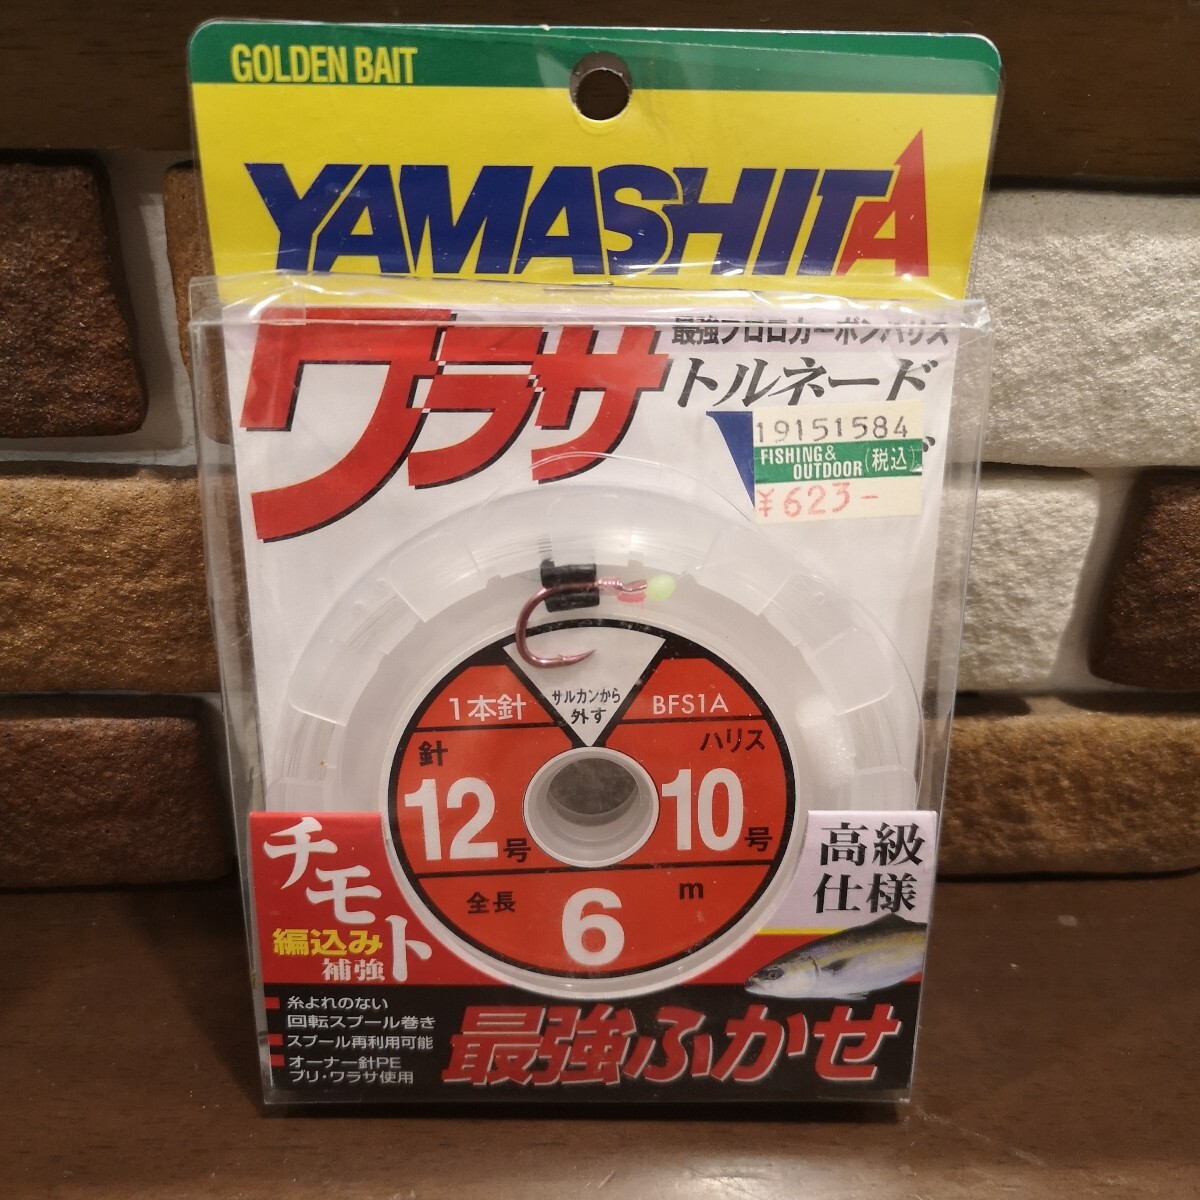 GOLDEN BAIT
YAMASHITA
ワラサ
最強フロロカーボンハリス
トルネード
19151584
FISHING &
OUTDOOR (税込)
¥623-
サルカンから
外す
1本針
BFS1A
針
12号
ハリス
10号
全長
6
m
チモト
編込み
補強
高級
仕様
糸よれのない
回転スプール巻き
スプール再利用可能
オーナー針PE
ブリ・ワラサ使用
最強ふかせ